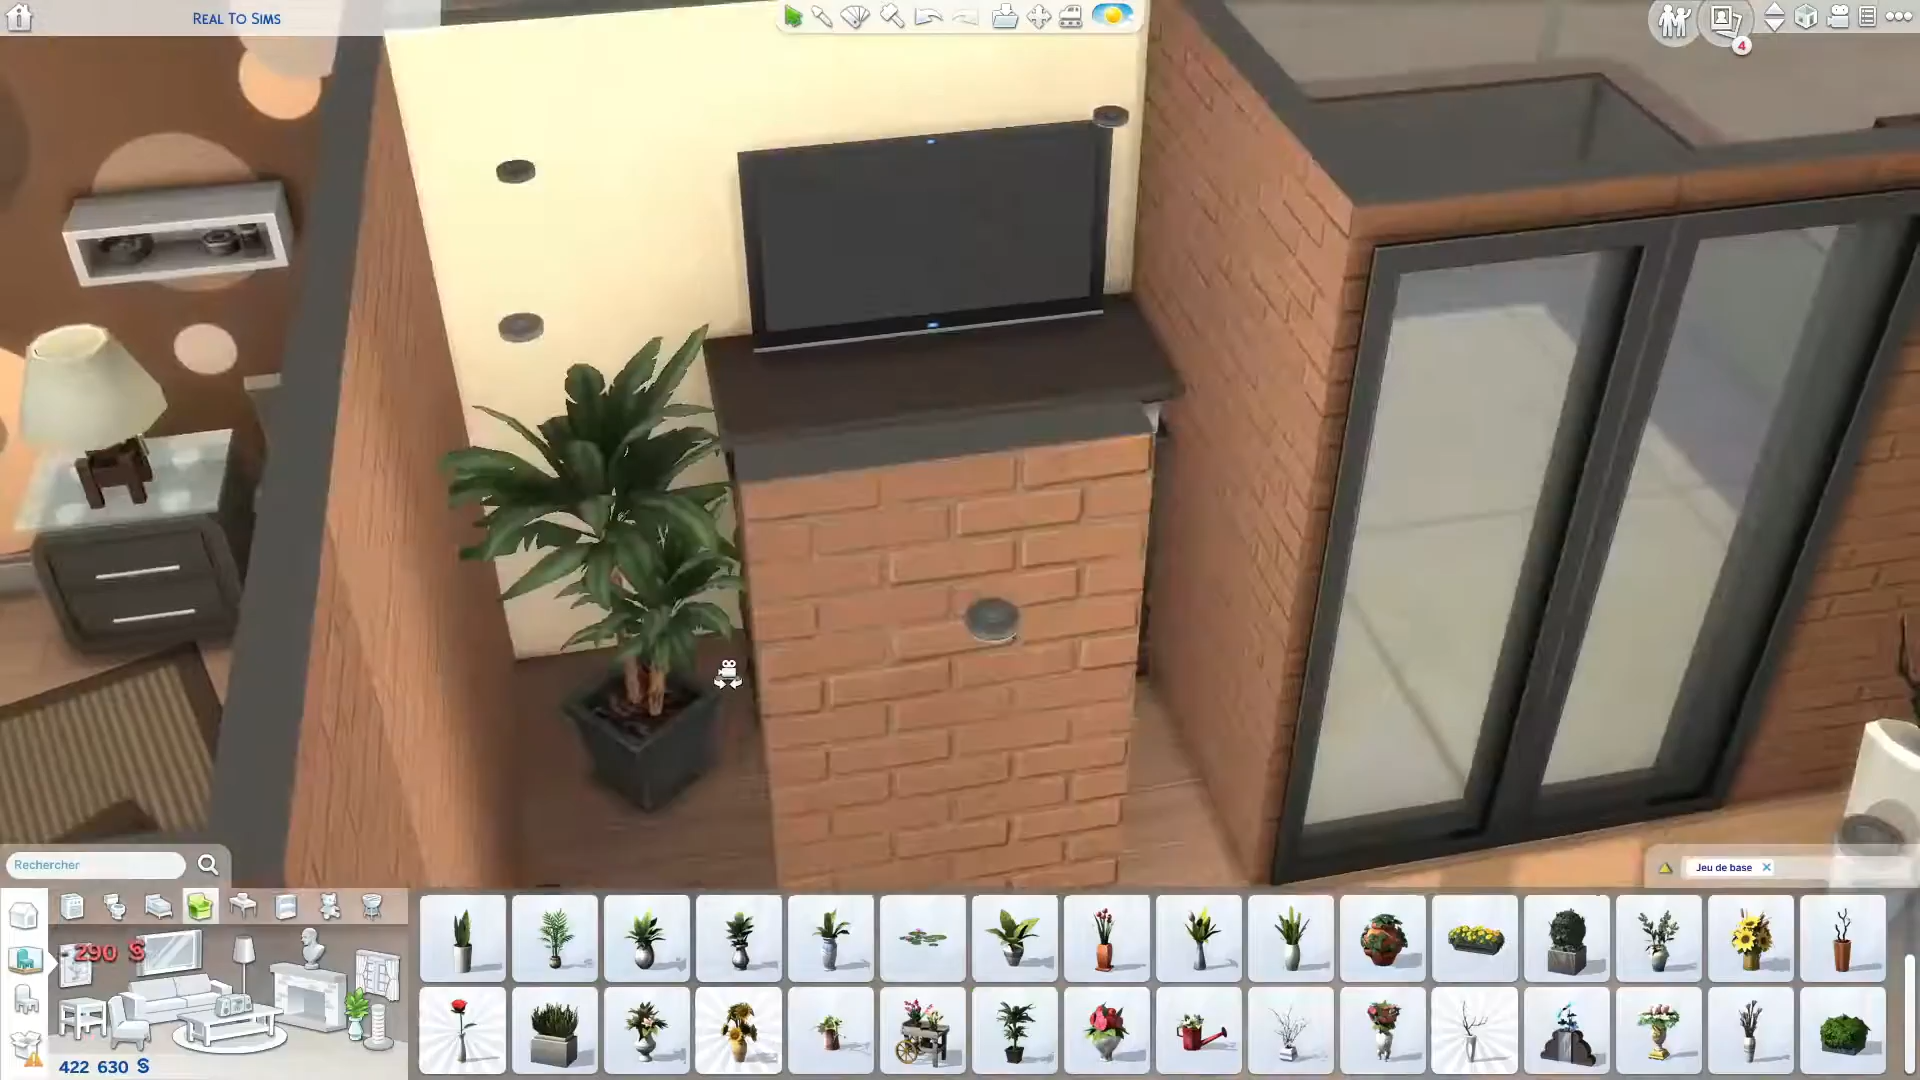 REAL TO SIMS
4
Rechercher
Jeu de base
-290 §
422 630 §